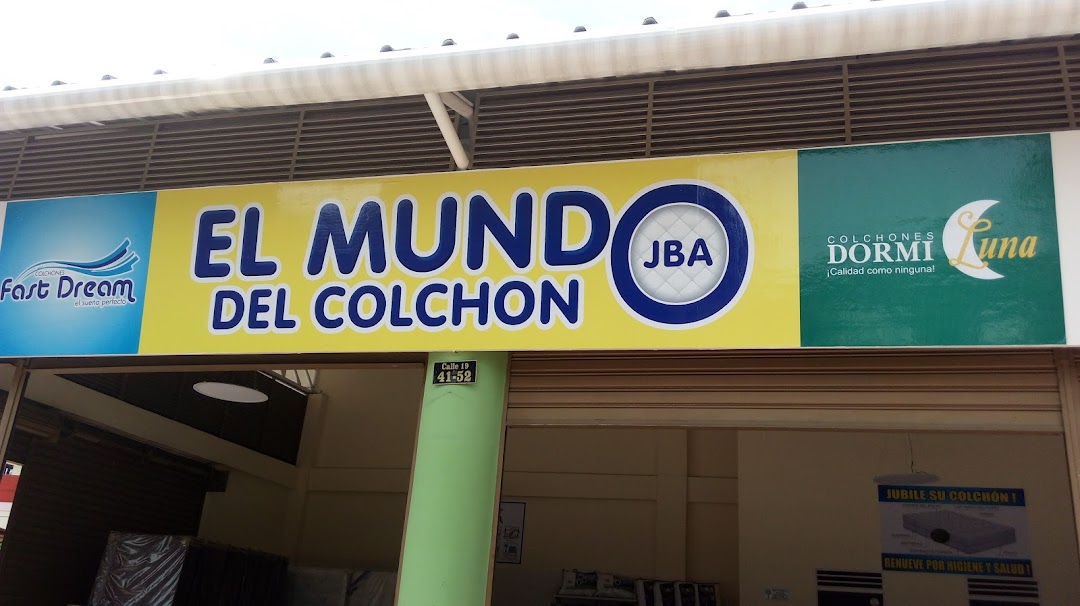 COLCHONES
Fast Dream
el sueño perfecto
EL MUNDO
DEL COLCHON
JBA
COLCHONES
DORMI
Luna
¡Calidad como ninguna!
Calle 19
41-52
JUBILE SU COLCHÓN !
RENUEVE POR HIGIENE Y SALUD !